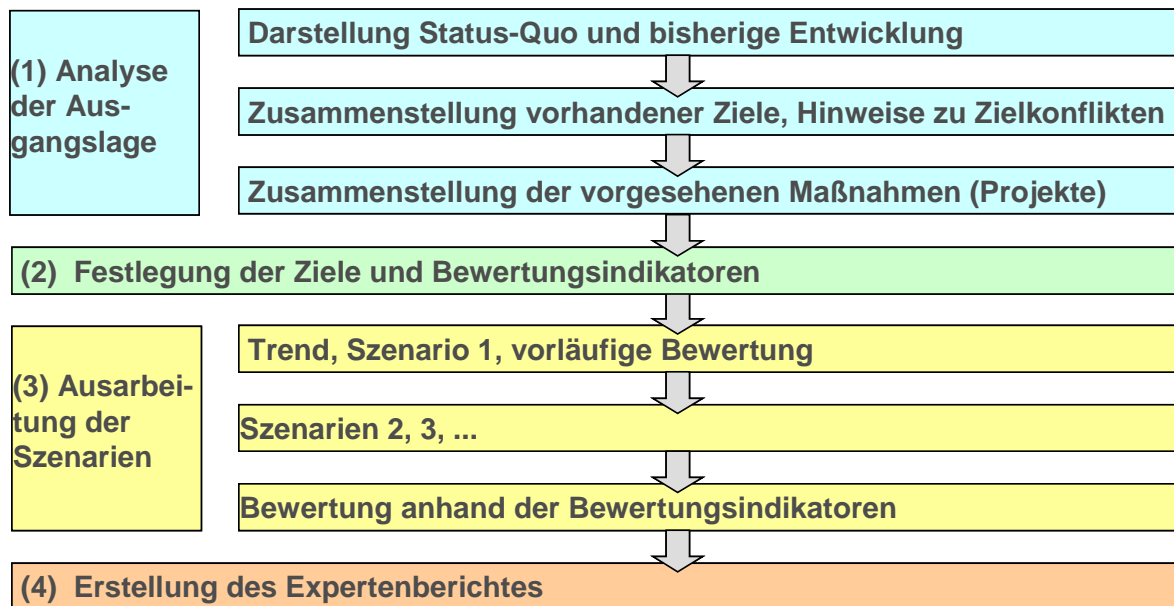 (1) Analyse
der Aus-
gangslage
Darstellung Status-Quo und bisherige Entwicklung
Zusammenstellung vorhandener Ziele, Hinweise zu Zielkonflikten
Zusammenstellung der vorgesehenen Maßnahmen (Projekte)
(2) Festlegung der Ziele und Bewertungsindikatoren
(3) Ausarbei-
tung der
Szenarien
Trend, Szenario 1, vorläufige Bewertung
Szenarien 2, 3, ...
Bewertung anhand der Bewertungsindikatoren
(4) Erstellung des Expertenberichtes